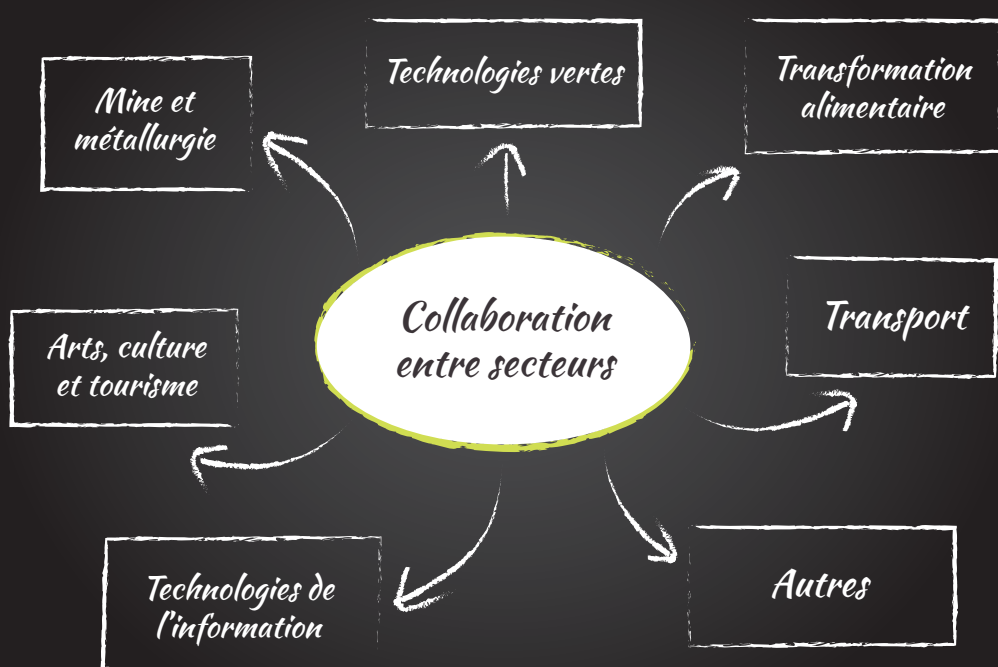 Technologies vertes
Transformation
alimentaire
Mine et
métallurgie
Collaboration
entre secteurs
Transport
Arts, culture
et tourisme
Technologies de
l'information
Autres